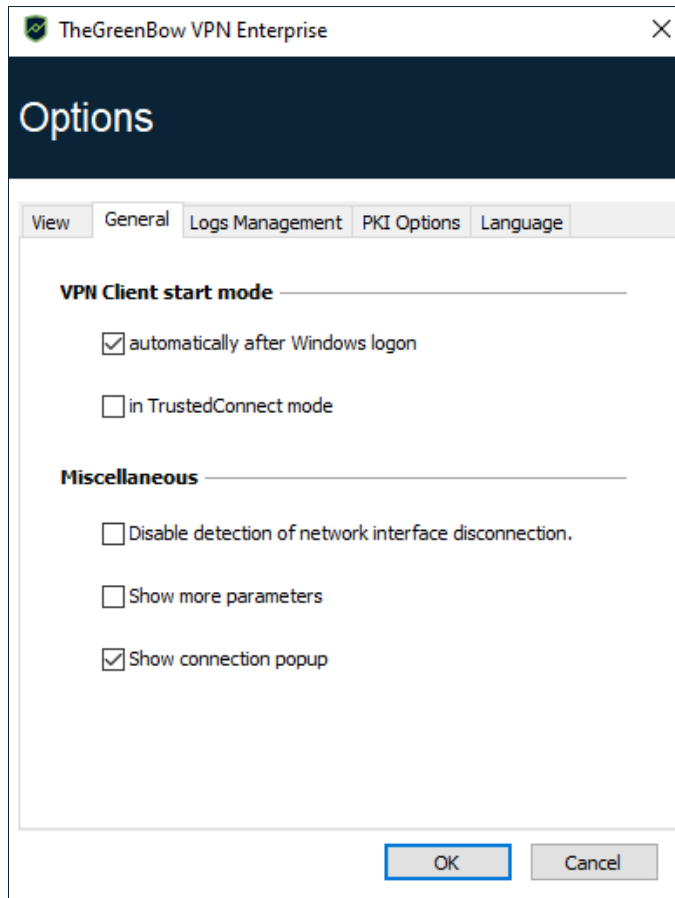 TheGreenBow VPN Enterprise
Options
View General Logs Management PKI Options Language
VPN Client start mode
automatically after Windows logon
in TrustedConnect mode
Miscellaneous
Disable detection of network interface disconnection.
Show more parameters
Show connection popup
OK Cancel